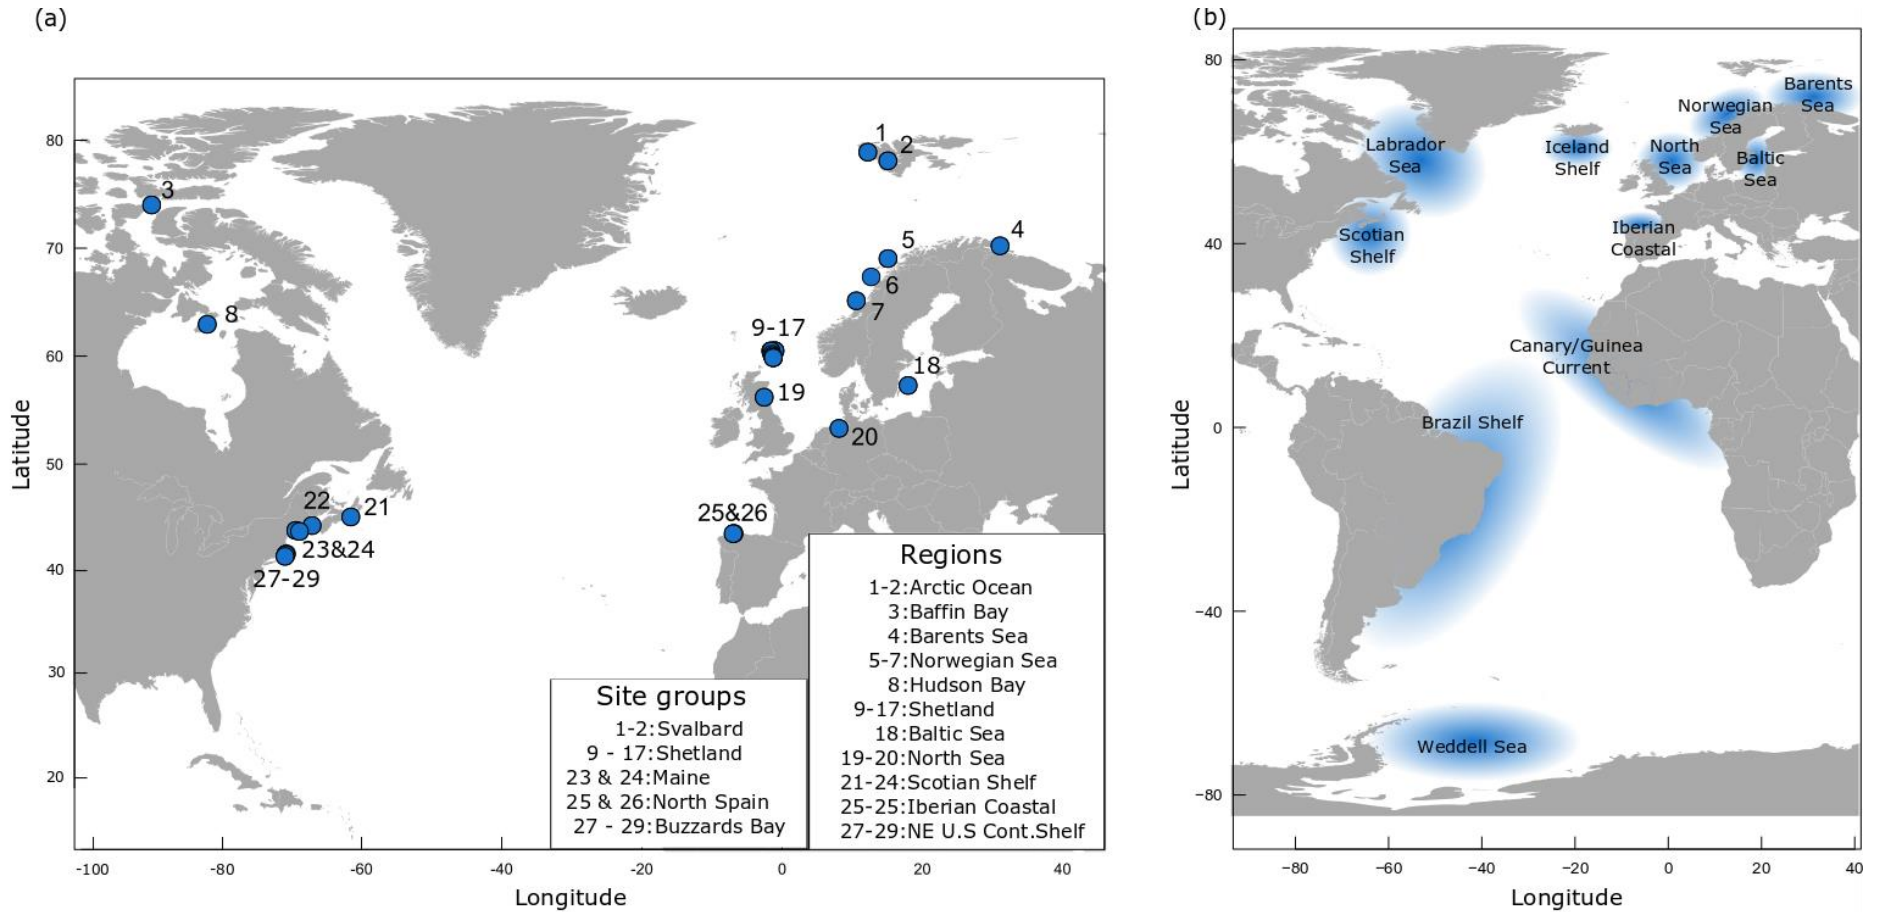 (a)
80
70
60
50
40
30
20
Latitude
-100
-80
-60
-40
-20
0
20
40
Longitude
1
2
3
4
5
6
7
8
9-17
18
19
20
21
22
23&24
25&26
27-29
Site groups
1-2:Svalbard
9 - 17:Shetland
23 & 24:Maine
25 & 26:North Spain
27 - 29:Buzzards Bay
Regions
1-2:Arctic Ocean
3:Baffin Bay
4:Barents Sea
5-7:Norwegian Sea
8:Hudson Bay
9-17:Shetland
18:Baltic Sea
19-20:North Sea
21-24:Scotian Shelf
25-25:Iberian Coastal
27-29:NE U.S Cont.Shelf
(b)
80
40
0
−40
−80
Latitude
−80
−60
−40
−20
0
20
40
Longitude
Barents
Sea
Norwegian
Sea
Labrador
Sea
Iceland
Shelf
North
Sea
Baltic
Sea
Scotian
Shelf
Iberian
Coastal
Canary/Guinea
Current
Brazil Shelf
Weddell Sea